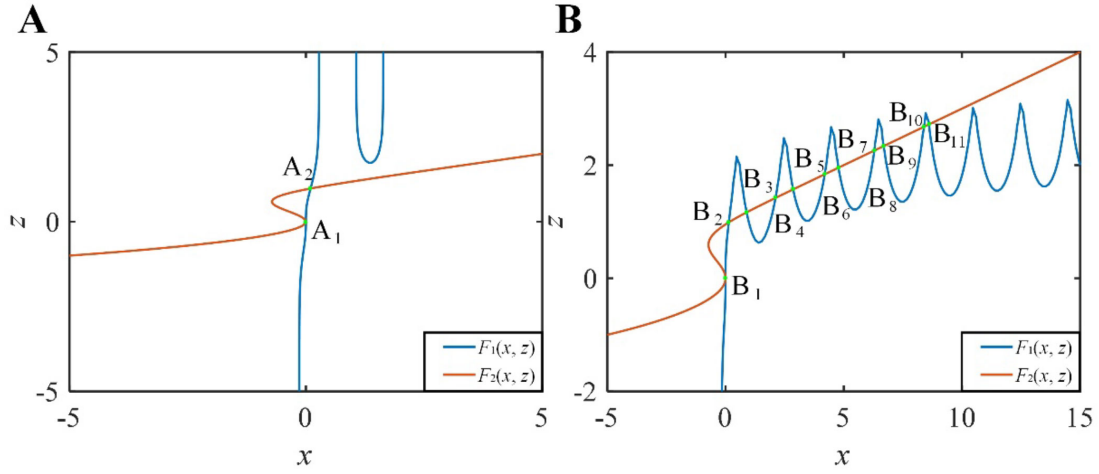 A
5
0
-5
z
-5
0
5
x
A₂
A₁
F₁(x, z)
F₂(x, z)
B
4
2
0
-2
z
-5
0
5
10
15
x
B₁₀
B₁₁
B₇
B₉
B₅
B₃
B₈
B₆
B₂
B₄
B₁
F₁(x, z)
F₂(x, z)